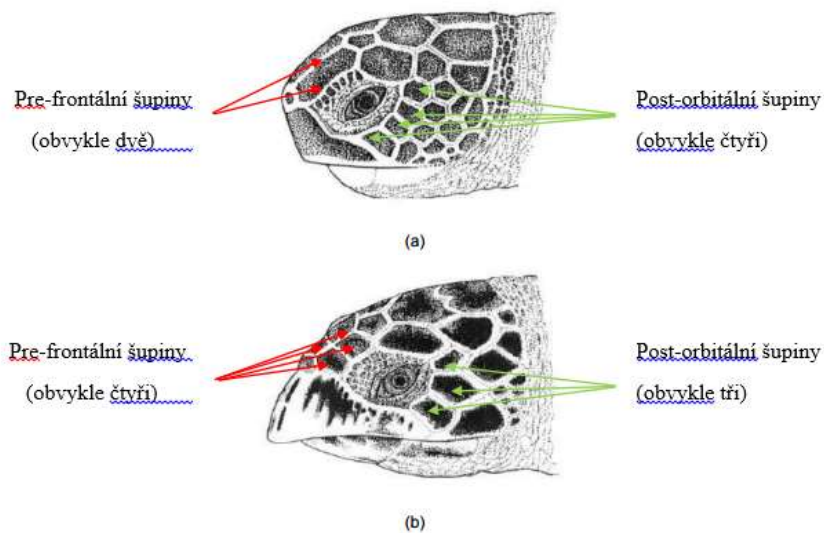 Pre-frontální šupiny
(obvykle dvě)
Post-orbitální šupiny
(obvykle čtyři)
(a)
Pre-frontální šupiny
(obvykle čtyři)
Post-orbitální šupiny
(obvykle tři)
(b)